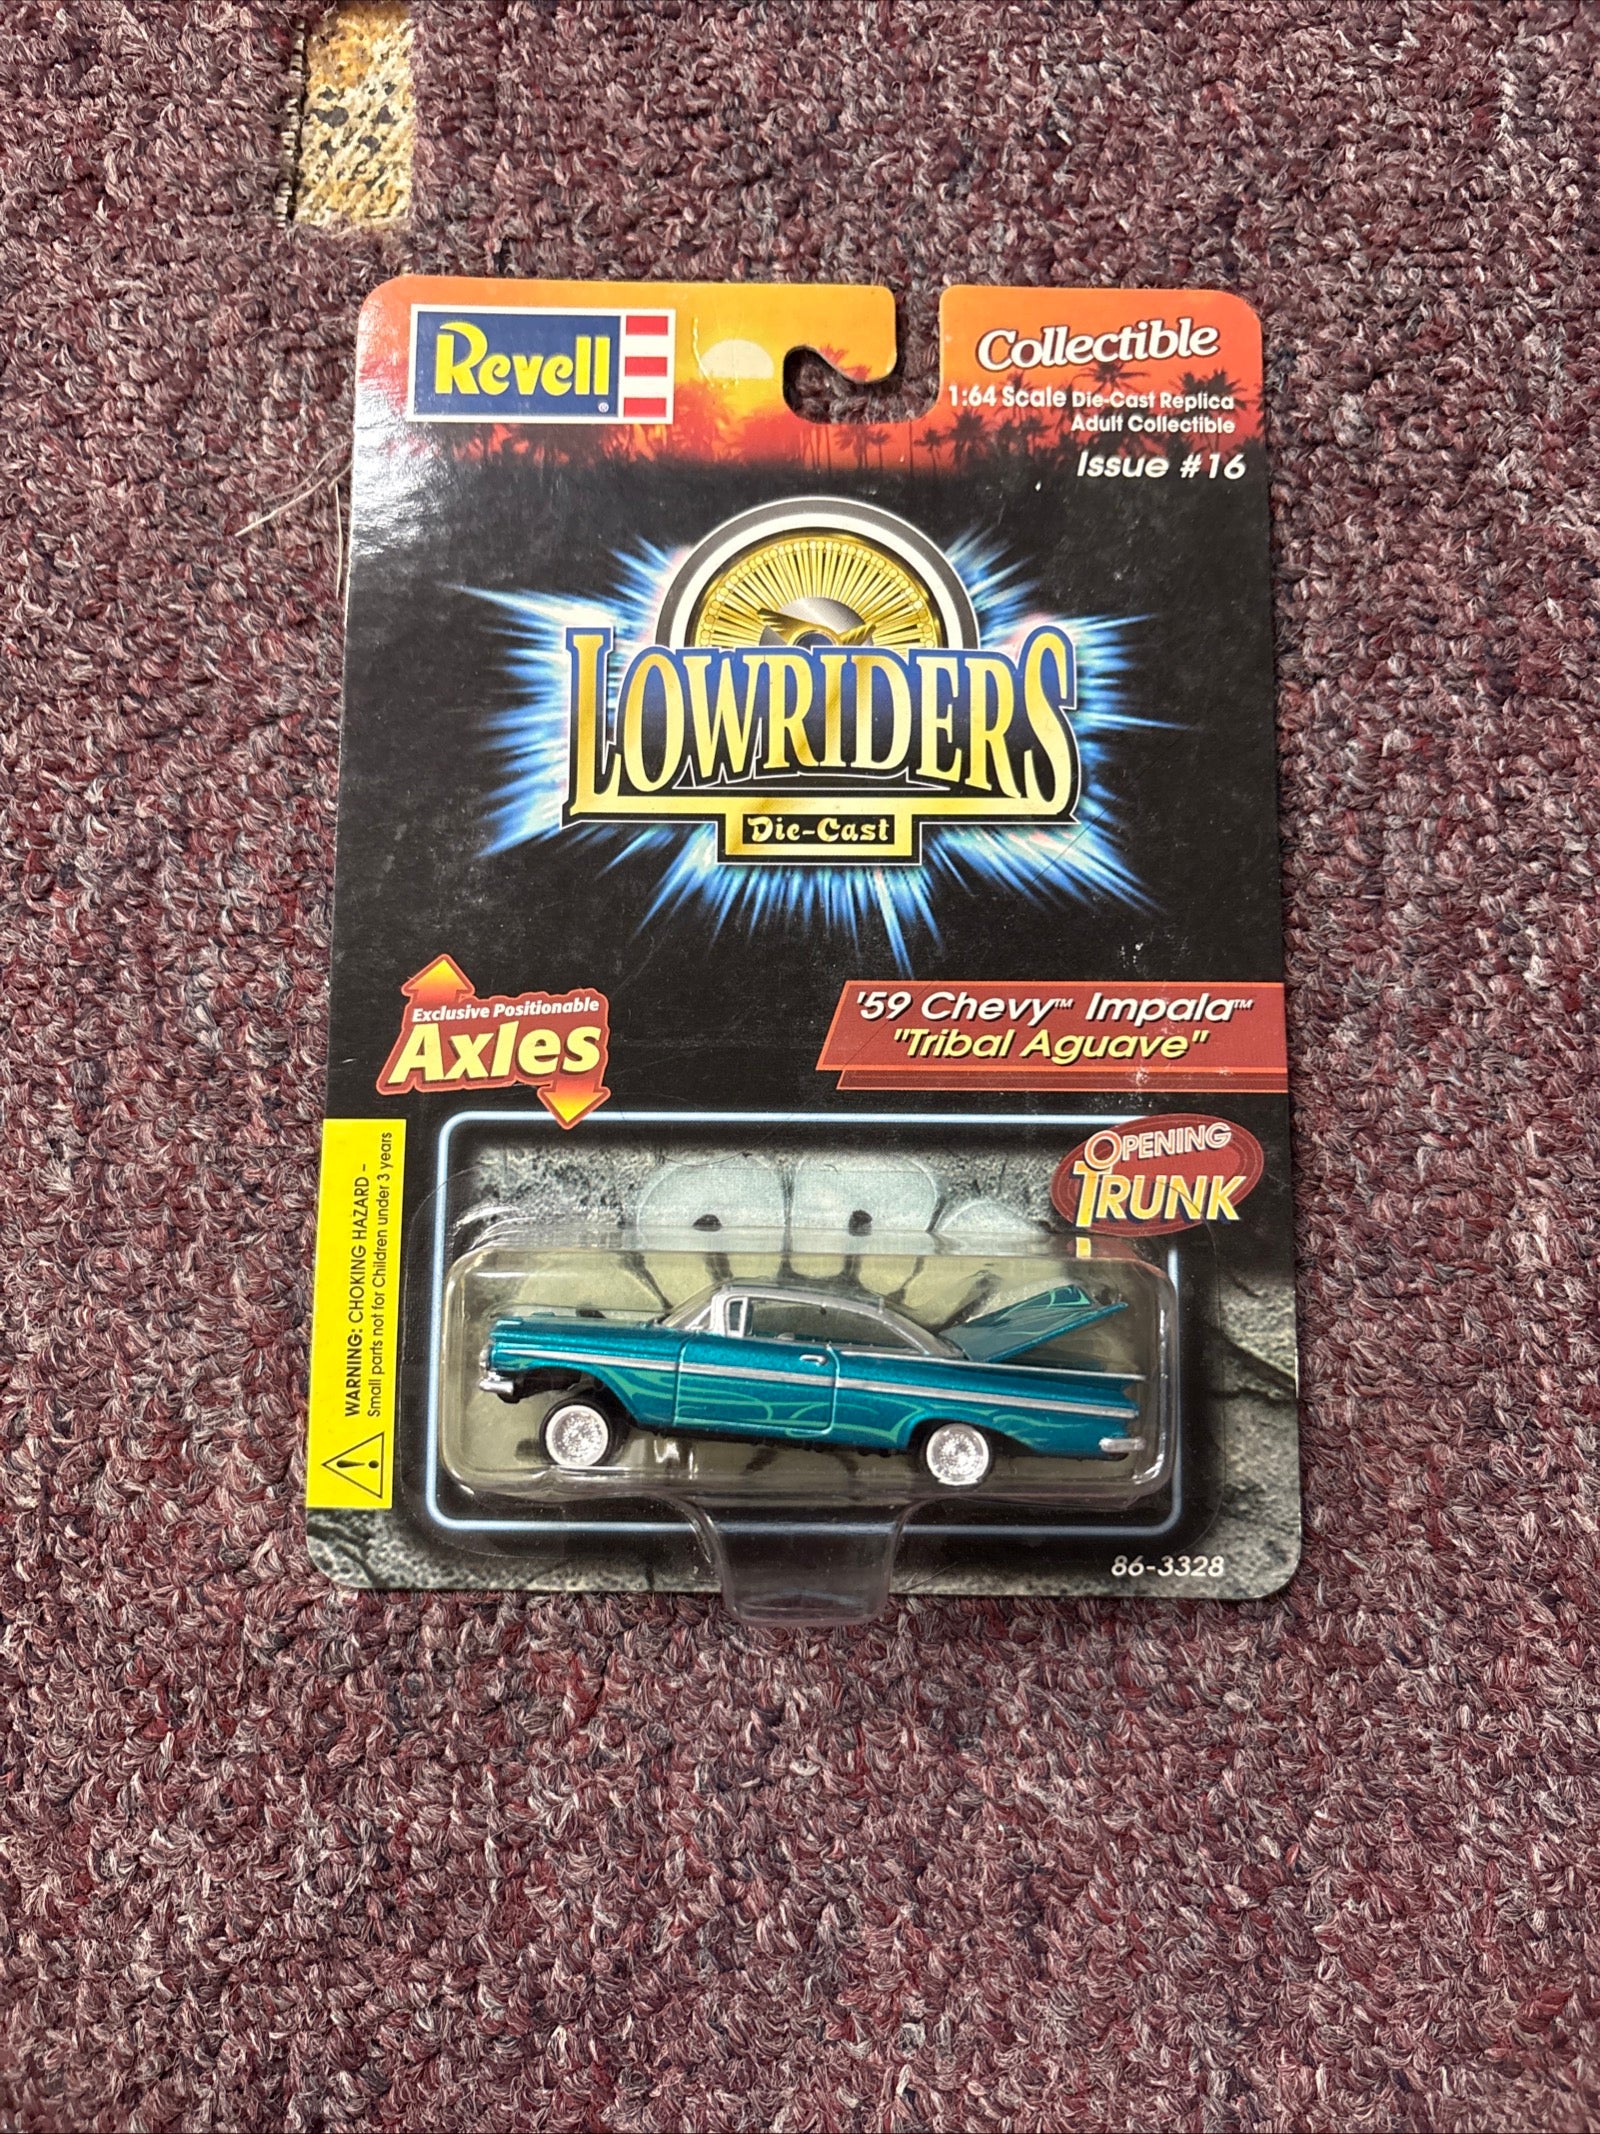 Revell®
Collectible
1:64 Scale Die-Cast Replica
Adult Collectible
Issue #16
LOWRIDERS
Die-Cast
Exclusive Positionable
Axles
'59 Chevy™ Impala™
"Tribal Aguave"
OPENING
TRUNK
WARNING: CHOKING HAZARD –
Small parts not for Children under 3 years
86-3328